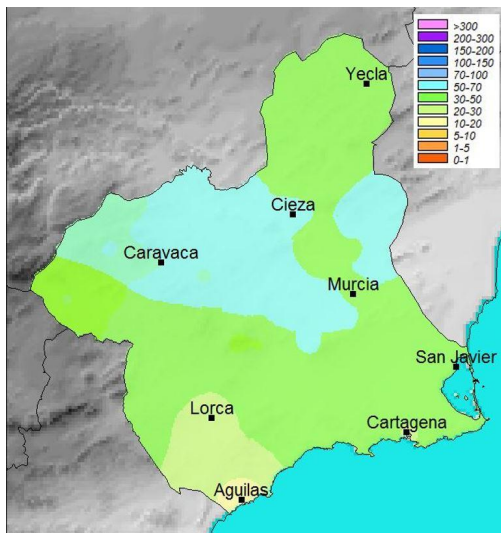 >300
200-300
150-200
100-150
70-100
50-70
30-50
20-30
10-20
5-10
1-5
0-1
Yecla
Cieza
Caravaca
Murcia
San Javier
Lorca
Cartagena
Aguilas